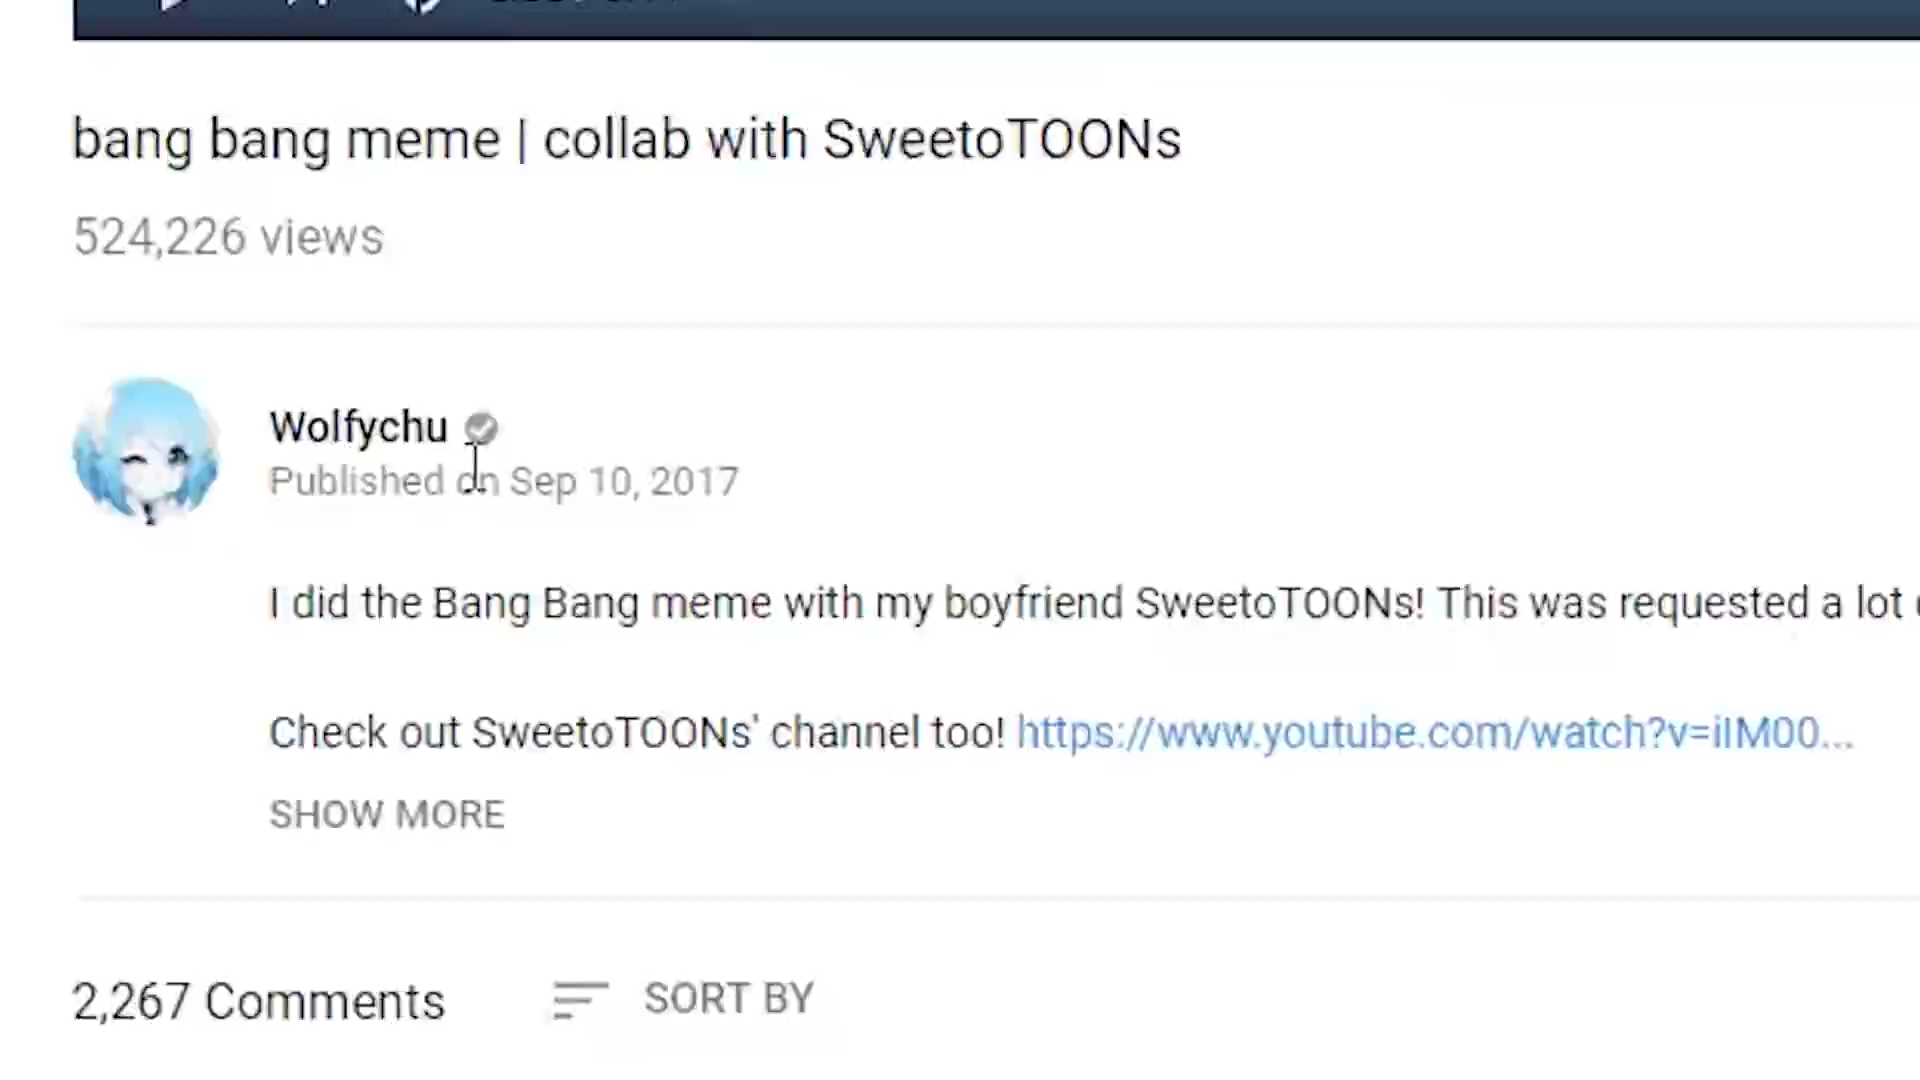 bang bang meme | collab with SweetoTOONs
524,226 views
Wolfychu
Published on Sep 10, 2017
I did the Bang Bang meme with my boyfriend SweetoTOONs! This was requested a lot
Check out SweetoTOONs' channel too! https://www.youtube.com/watch?v=iIM00...
SHOW MORE
2,267 Comments
SORT BY